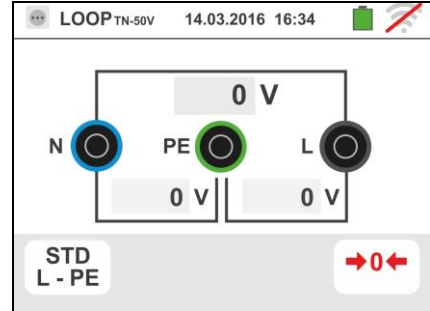 LOOP TN-50V 14.03.2016 16:34
0 V
N PE L
0 V 0 V
STD
L - PE
➔0←